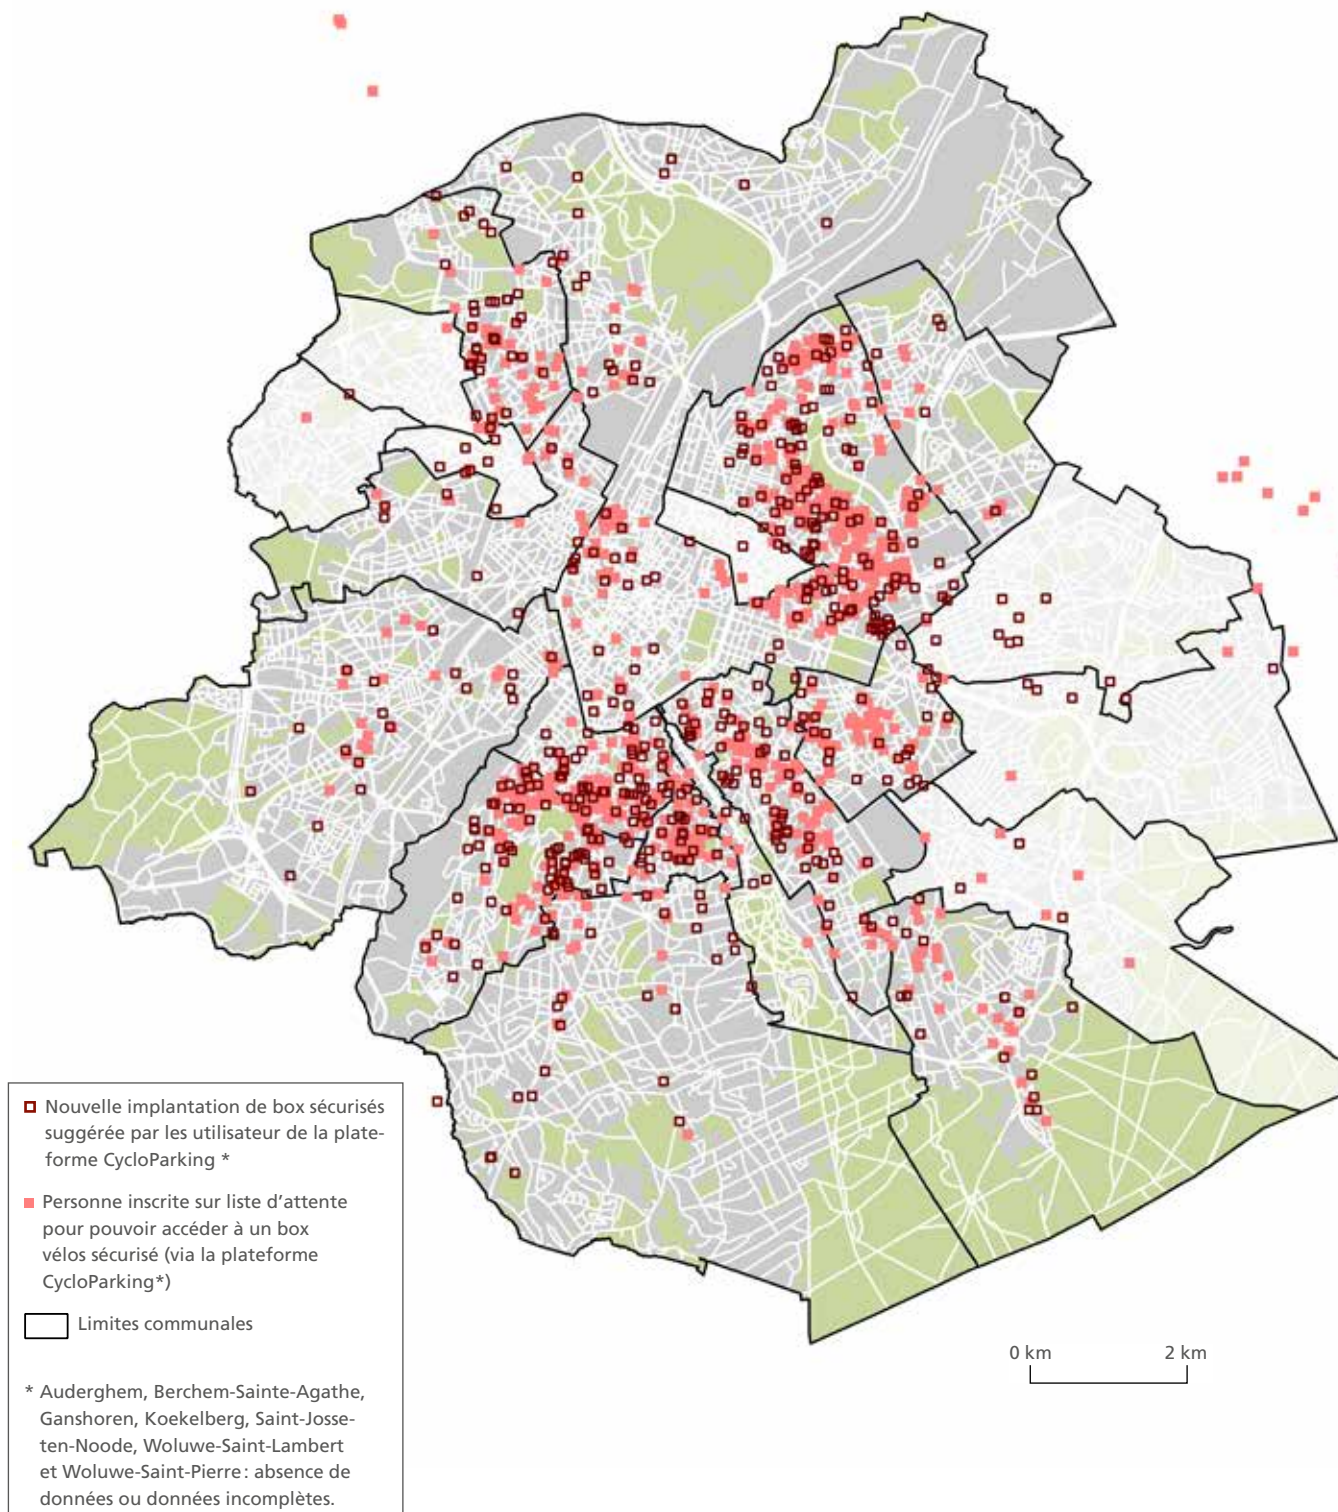 0 km 2 km
Nouvelle implantation de box sécurisés
suggérée par les utilisateur de la plate-
forme CycloParking *
Personne inscrite sur liste d'attente
pour pouvoir accéder à un box
vélos sécurisé (via la plateforme
CycloParking*)
Limites communales
* Auderghem, Berchem-Sainte-Agathe,
Ganshoren, Koekelberg, Saint-Josse-
ten-Noode, Woluwe-Saint-Lambert
et Woluwe-Saint-Pierre : absence de
données ou données incomplètes.